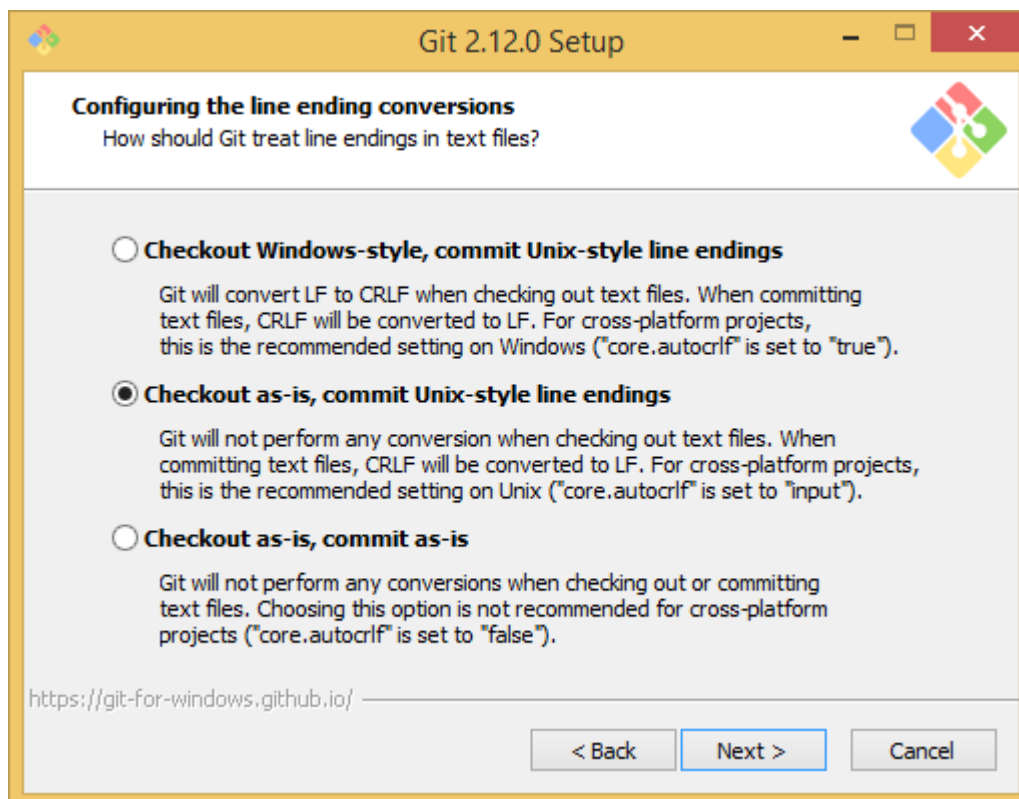 Git 2.12.0 Setup
Configuring the line ending conversions
How should Git treat line endings in text files?
Checkout Windows-style, commit Unix-style line endings
Git will convert LF to CRLF when checking out text files. When committing
text files, CRLF will be converted to LF. For cross-platform projects,
this is the recommended setting on Windows ("core.autocrlf" is set to "true").
Checkout as-is, commit Unix-style line endings
Git will not perform any conversion when checking out text files. When
committing text files, CRLF will be converted to LF. For cross-platform projects,
this is the recommended setting on Unix ("core.autocrlf" is set to "input").
Checkout as-is, commit as-is
Git will not perform any conversions when checking out or committing
text files. Choosing this option is not recommended for cross-platform
projects ("core.autocrlf" is set to "false").
https://git-for-windows.github.io/
< Back Next > Cancel